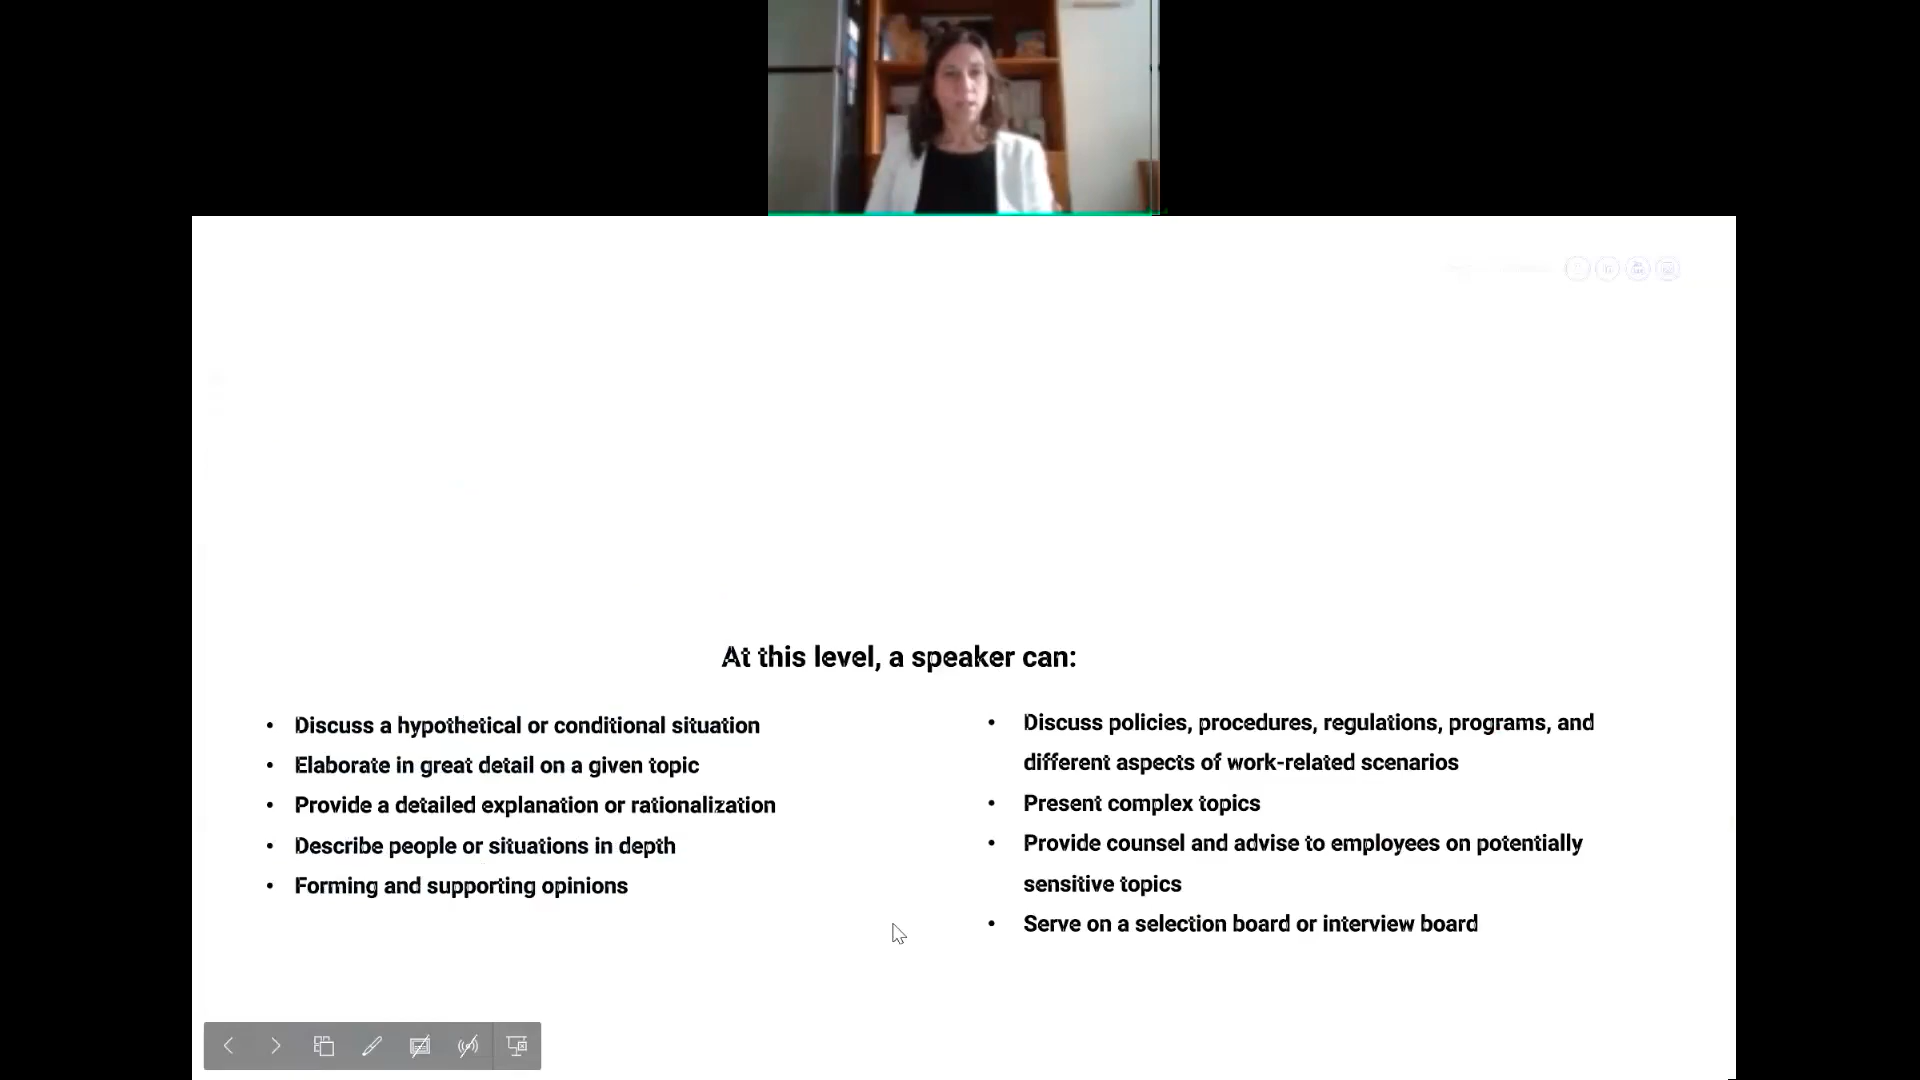 At this level, a speaker can:
• Discuss a hypothetical or conditional situation
• Elaborate in great detail on a given topic
• Provide a detailed explanation or rationalization
• Describe people or situations in depth
• Forming and supporting opinions
• Discuss policies, procedures, regulations, programs, and
different aspects of work-related scenarios
• Present complex topics
• Provide counsel and advise to employees on potentially
sensitive topics
• Serve on a selection board or interview board